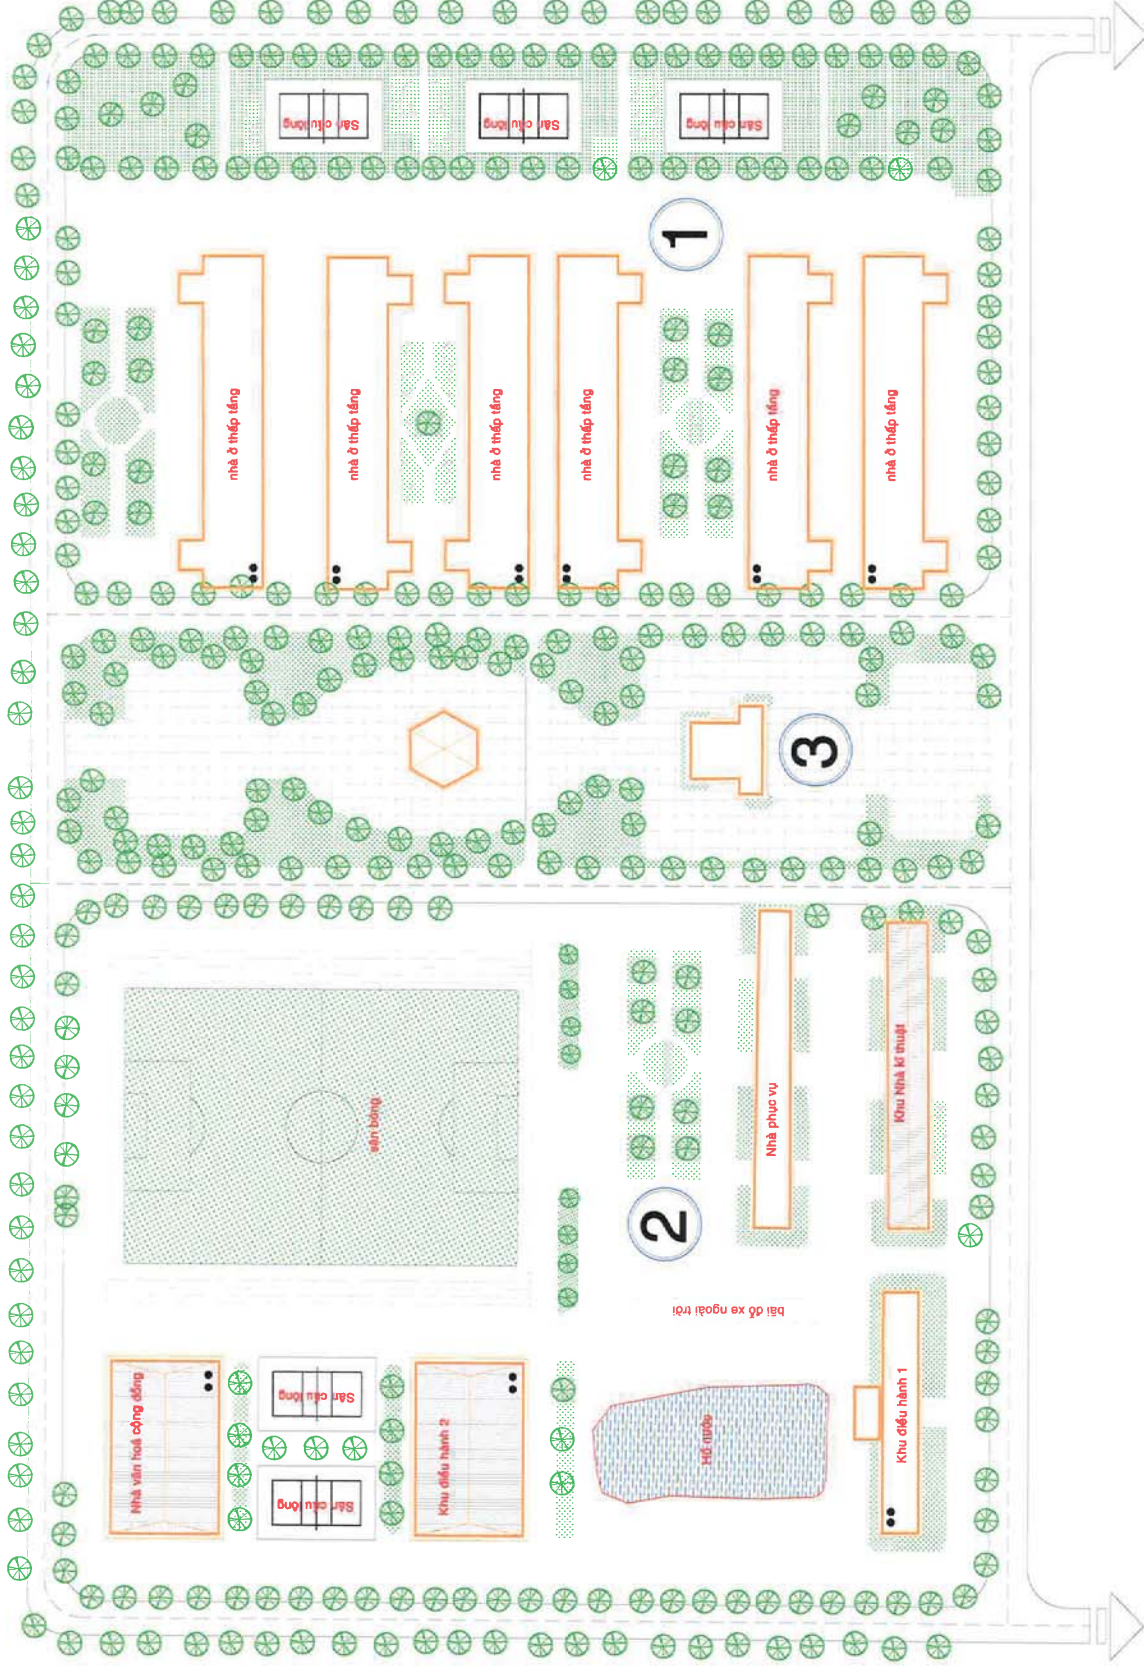 Sân cầu lông
Sân cầu lông
Sân cầu lông
1
nhà ở thấp tầng
nhà ở thấp tầng
nhà ở thấp tầng
nhà ở thấp tầng
nhà ở thấp tầng
nhà ở thấp tầng
3
sân bóng
2
Nhà phục vụ
Khu Nhà kĩ thuật
bãi đỗ xe ngoài trời
Nhà văn hoá cộng đồng
Sân cầu lông
Sân cầu lông
Khu điều hành 2
Hồ nước
Khu điều hành 1